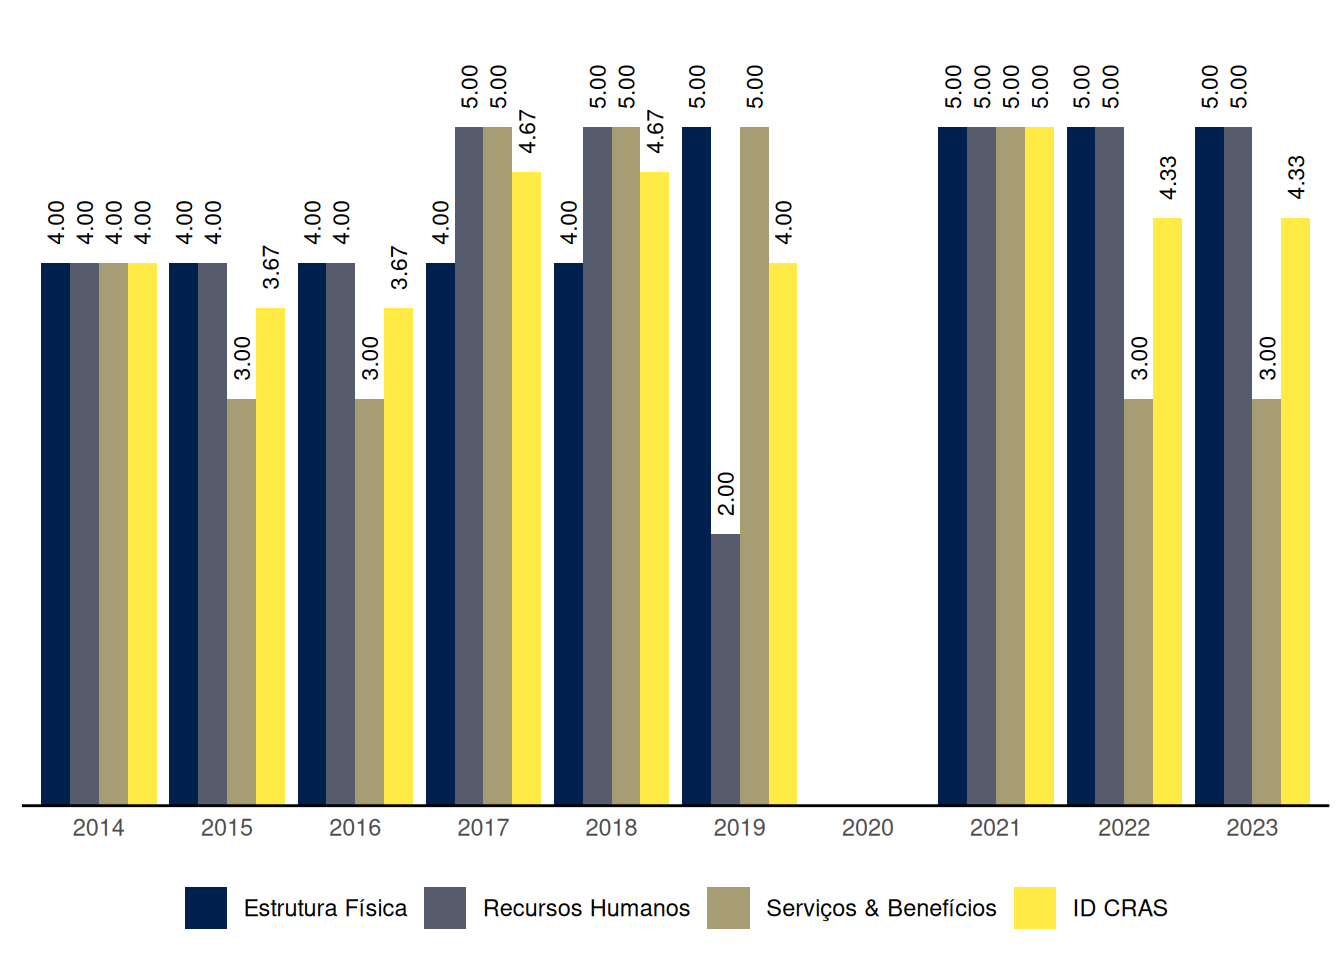 5.00 5.00 5.00 5.00 5.00 5.00 5.00 5.00 5.00 5.00 5.00 5.00 5.00 5.00
4.67 4.67
4.33 4.33
4.00 4.00 4.00 4.00 4.00 4.00 4.00 4.00 4.00 4.00 4.00
3.67 3.67
3.00 3.00 3.00 3.00
2.00
2014 2015 2016 2017 2018 2019 2020 2021 2022 2023
Estrutura Física Recursos Humanos Serviços & Benefícios ID CRAS